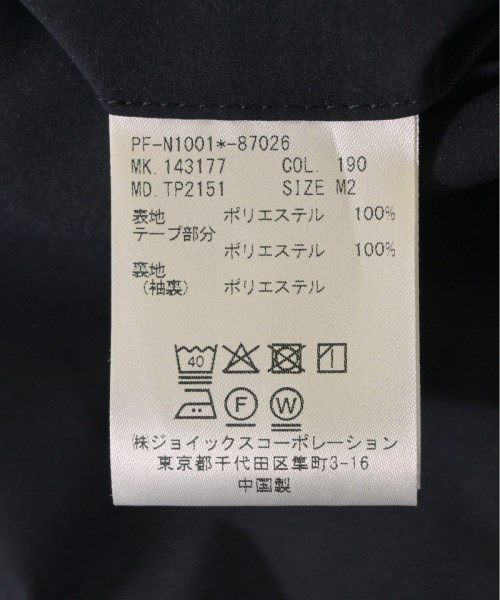 PF-N1001*-87026
MK. 143177 COL. 190
MD. TP2151 SIZE M2
表地 ポリエステル 100%
テープ部分
ポリエステル 100%
裏地
(袖裏) ポリエステル
40
F W
㈱ジョイックスコーポレーション
東京都千代田区隼町3-16
中国製